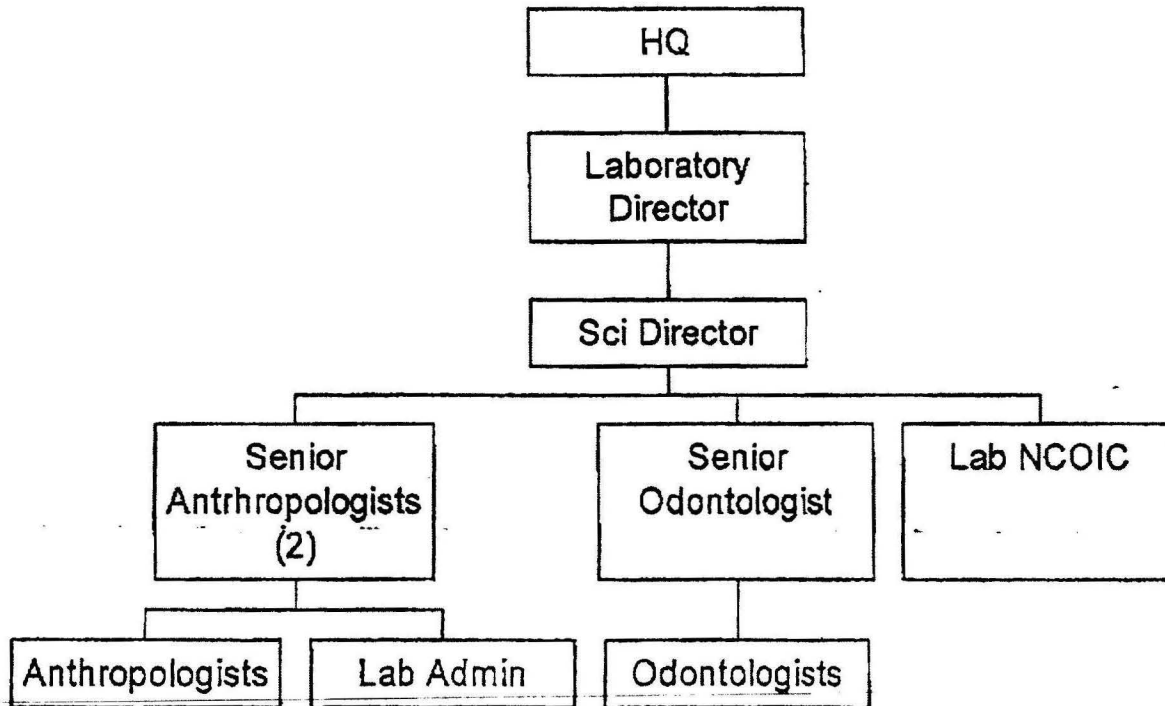 HQ
Laboratory
Director
Sci Director
Senior
Antrhropologists
(2)
Senior
Odontologist
Lab NCOIC
Anthropologists
Lab Admin
Odontologists